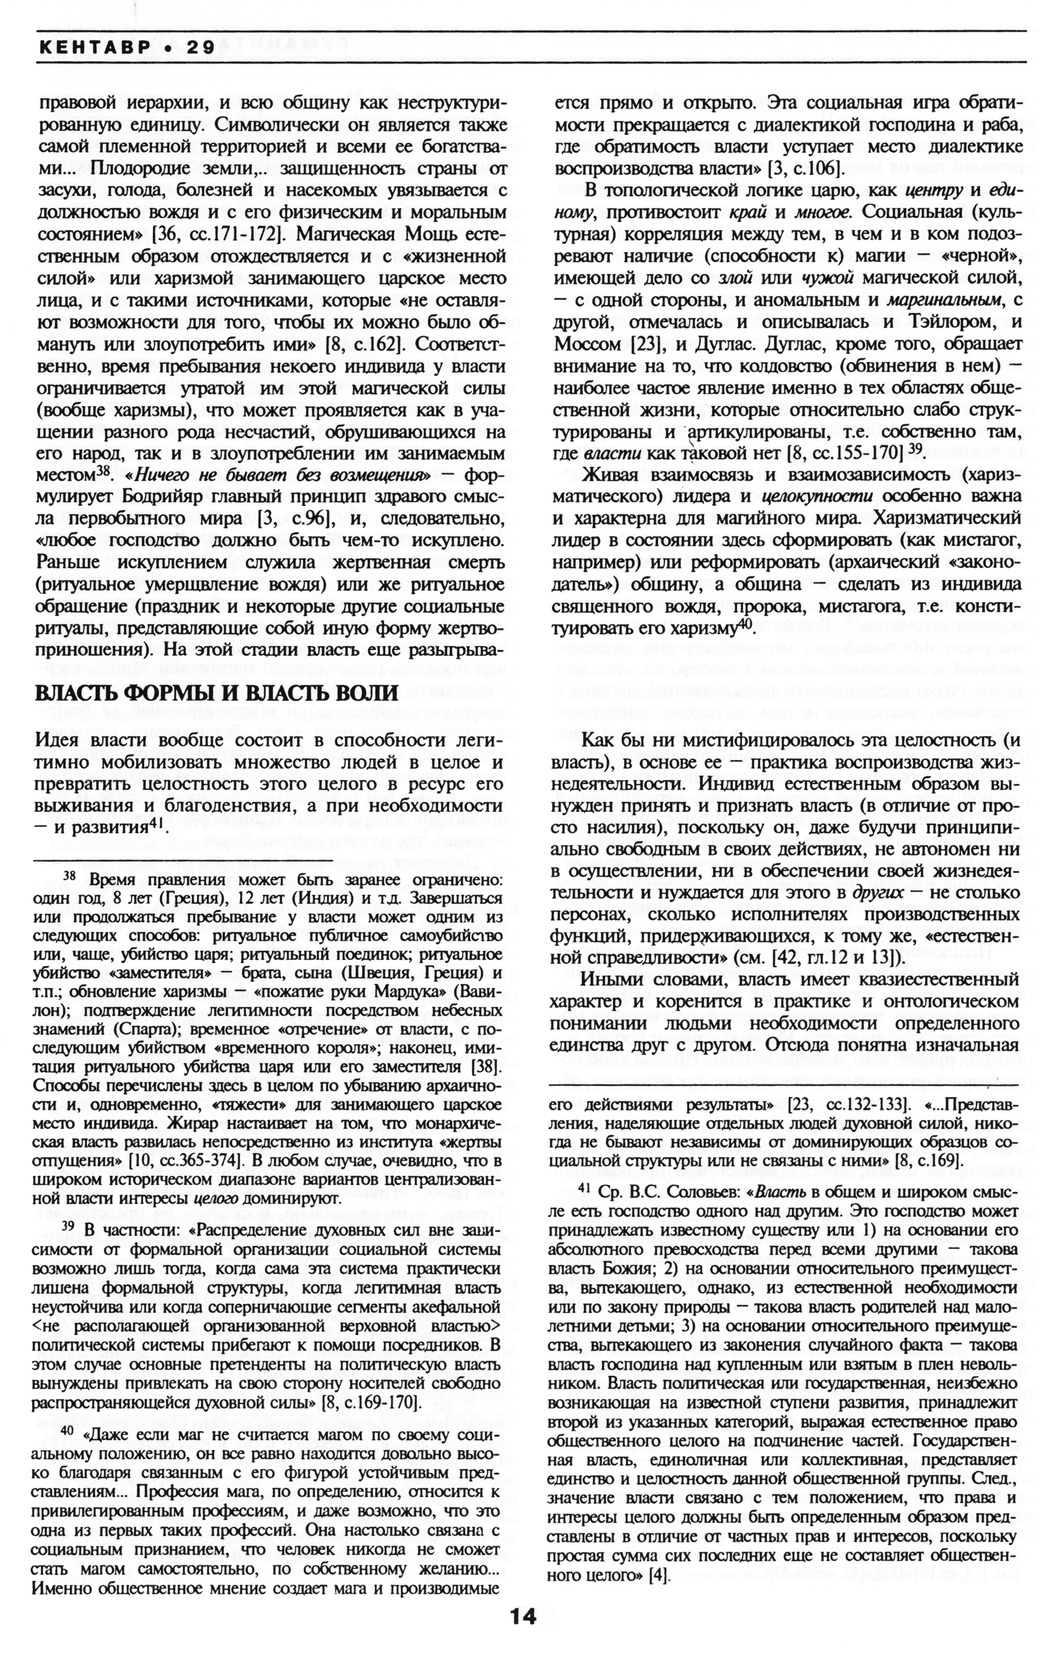 КЕНТАВР • 29
правовой иерархии, и всю общину как неструктури-
рованную единицу. Символически он является также
самой племенной территорией и всеми ее богатства-
ми... Плодородие земли,.. защищенность страны от
засухи, голода, болезней и насекомых увязывается с
должностью вождя и с его физическим и моральным
состоянием» [36, сс.171-172]. Магическая Мощь есте-
ственным образом отождествляется и с «жизненной
силой» или харизмой занимающего царское место
лица, и с такими источниками, которые «не оставля-
ют возможности для того, чтобы их можно было об-
мануть или злоупотребить ими» [8, с.162]. Соответст-
венно, время пребывания некоего индивида у власти
ограничивается утратой им этой магической силы
(вообще харизмы), что может проявляется как в уча-
щении разного рода несчастий, обрушивающихся на
его народ, так и в злоупотреблении им занимаемым
местом38. «Ничего не бывает без возмещения» — фор-
мулирует Бодрийяр главный принцип здравого смыс-
ла первобытного мира [3, с.96], и, следовательно,
«любое господство должно быть чем-то искуплено.
Раньше искуплением служила жертвенная смерть
(ритуальное умерщвление вождя) или же ритуальное
обращение (праздник и некоторые другие социальные
ритуалы, представляющие собой иную форму жертво-
приношения). На этой стадии власть еще разыгрыва-
ется прямо и открыто. Эта социальная игра обрати-
мости прекращается с диалектикой господина и раба,
где обратимость власти уступает место диалектике
воспроизводства власти» [3, с.106].
В топологической логике царю, как центру и еди-
ному, противостоит край и многое. Социальная (куль-
турная) корреляция между тем, в чем и в ком подоз-
ревают наличие (способности к) магии — «черной»,
имеющей дело со злой или чужой магической силой,
— с одной стороны, и аномальным и маргинальным, с
другой, отмечалась и описывалась и Тэйлором, и
Моссом [23], и Дуглас. Дуглас, кроме того, обращает
внимание на то, что колдовство (обвинения в нем) —
наиболее частое явление именно в тех областях обще-
ственной жизни, которые относительно слабо струк-
турированы и артикулированы, т.е. собственно там,
где власти как таковой нет [8, сс.155-170] 39.
Живая взаимосвязь и взаимозависимость (хариз-
матического) лидера и целокупности особенно важна
и характерна для магийного мира. Харизматический
лидер в состоянии здесь сформировать (как мистагог,
например) или реформировать (архаический «законо-
датель») общину, а община — сделать из индивида
священного вождя, пророка, мистагога, т.е. консти-
туировать его харизму40.
ВЛАСТЬ ФОРМЫ И ВЛАСТЬ ВОЛИ
Идея власти вообще состоит в способности леги-
тимно мобилизовать множество людей в целое и
превратить целостность этого целого в ресурс его
выживания и благоденствия, а при необходимости
— и развития41.
Как бы ни мистифицировалось эта целостность (и
власть), в основе ее — практика воспроизводства жиз-
недеятельности. Индивид естественным образом вы-
нужден принять и признать власть (в отличие от про-
сто насилия), поскольку он, даже будучи принципи-
ально свободным в своих действиях, не автономен ни
в осуществлении, ни в обеспечении своей жизнедея-
тельности и нуждается для этого в других — не столько
персонах, сколько исполнителях производственных
функций, придерживающихся, к тому же, «естествен-
ной справедливости» (см. [42, гл.12 и 13]).
Иными словами, власть имеет квазиестественный
характер и коренится в практике и онтологическом
понимании людьми необходимости определенного
единства друг с другом. Отсюда понятна изначальная
38 Время правления может быть заранее ограничено:
один год, 8 лет (Греция), 12 лет (Индия) и т.д. Завершаться
или продолжаться пребывание у власти может одним из
следующих способов: ритуальное публичное самоубийство
или, чаще, убийство царя; ритуальный поединок; ритуальное
убийство «заместителя» — брата, сына (Швеция, Греция) и
т.п.; обновление харизмы — «пожатие руки Мардука» (Вави-
лон); подтверждение легитимности посредством небесных
знамений (Спарта); временное «отречение» от власти, с по-
следующим убийством «временного короля»; наконец, ими-
тация ритуального убийства царя или его заместителя [38].
Способы перечислены здесь в целом по убыванию архаично-
сти и, одновременно, «тяжести» для занимающего царское
место индивида. Жирар настаивает на том, что монархиче-
ская власть развилась непосредственно из института «жертвы
отпущения» [10, сс.365-374]. В любом случае, очевидно, что в
широком историческом диапазоне вариантов централизован-
ной власти интересы целого доминируют.
39 В частности: «Распределение духовных сил вне зави-
симости от формальной организации социальной системы
возможно лишь тогда, когда сама эта система практически
лишена формальной структуры, когда легитимная власть
неустойчива или когда соперничающие сегменты акефальной
<не располагающей организованной верховной властью>
политической системы прибегают к помощи посредников. В
этом случае основные претенденты на политическую власть
вынуждены привлекать на свою сторону носителей свободно
распространяющейся духовной силы» [8, с.169-170].
40 «Даже если маг не считается магом по своему соци-
альному положению, он все равно находится довольно высо-
ко благодаря связанным с его фигурой устойчивым пред-
ставлениям... Профессия мага, по определению, относится к
привилегированным профессиям, и даже возможно, что это
одна из первых таких профессий. Она настолько связана с
социальным признанием, что человек никогда не сможет
стать магом самостоятельно, по собственному желанию...
Именно общественное мнение создает мага и производимые
его действиями результаты» [23, сс.132-133]. «...Представ-
ления, наделяющие отдельных людей духовной силой, нико-
гда не бывают независимы от доминирующих образцов со-
циальной структуры или не связаны с ними» [8, с.169].
41 Ср. В.С. Соловьев: «Власть в общем и широком смыс-
ле есть господство одного над другим. Это господство может
принадлежать известному существу или 1) на основании его
абсолютного превосходства перед всеми другими — такова
власть Божия; 2) на основании относительного преимущест-
ва, вытекающего, однако, из естественной необходимости
или по закону природы — такова власть родителей над мало-
летними детьми; 3) на основании относительного преимуще-
ства, вытекающего из законения случайного факта — такова
власть господина над купленным или взятым в плен неволь-
ником. Власть политическая или государственная, неизбежно
возникающая на известной ступени развития, принадлежит
второй из указанных категорий, выражая естественное право
общественного целого на подчинение частей. Государствен-
ная власть, единоличная или коллективная, представляет
единство и целостность данной общественной группы. След.,
значение власти связано с тем положением, что права и
интересы целого должны быть определенным образом пред-
ставлены в отличие от частных прав и интересов, поскольку
простая сумма сих последних еще не составляет обществен-
ного целого» [4].
14